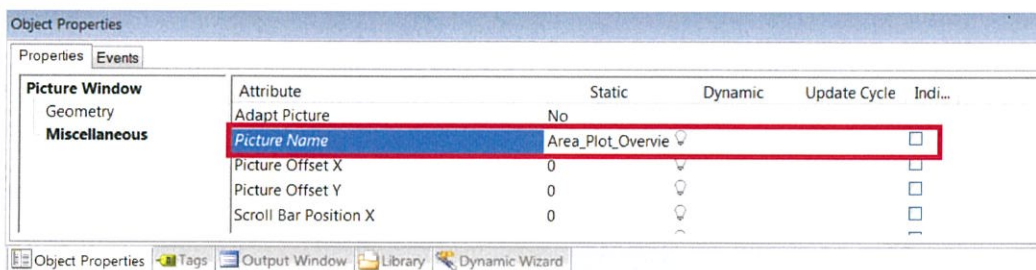 Object Properties
Properties Events
Picture Window
Geometry
Miscellaneous
Attribute Static Dynamic Update Cycle Indi...
Adapt Picture No
Picture Name Area_Plot_Overvie
Picture Offset X 0
Picture Offset Y 0
Scroll Bar Position X 0
Object Properties Tags Output Window Library Dynamic Wizard